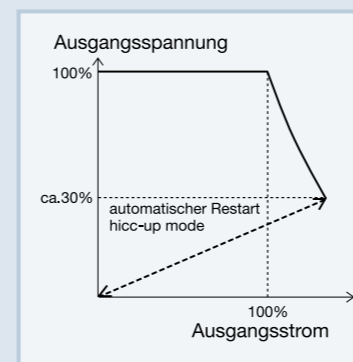 Ausgangsspannung
100%
ca.30%
automatischer Restart
hicc-up mode
100%
Ausgangsstrom